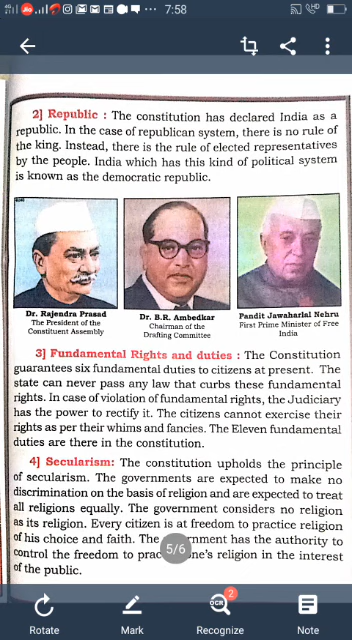 7:58
2] Republic : The constitution has declared India as a
republic. In the case of republican system, there is no rule of
the king. Instead, there is the rule of elected representatives
by the people. India which has this kind of political system
is known as the democratic republic.
Dr. Rajendra Prasad
The President of the
Constituent Assembly
Dr. B.R. Ambedkar
Chairman of the
Drafting Committee
Pandit Jawaharlal Nehru
First Prime Minister of Free
India
3] Fundamental Rights and duties : The Constitution
guarantees six fundamental duties to citizens at present. The
state can never pass any law that curbs these fundamental
rights. In case of violation of fundamental rights, the Judiciary
has the power to rectify it. The citizens cannot exercise their
rights as per their whims and fancies. The Eleven fundamental
duties are there in the constitution.
4] Secularism: The constitution upholds the principle
of secularism. The governments are expected to make no
discrimination on the basis of religion and are expected to treat
all religions equally. The government considers no religion
as its religion. Every citizen is at freedom to practice religion
of his choice and faith. The rnment has the authority to
control the freedom to prac ne's religion in the interest
of the public.
5/6
OCR
2
Rotate
Mark
Recognize
Note